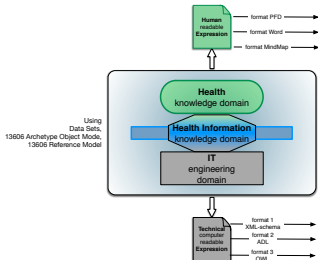 Human
readable
Expression
format PFD
format Word
format MindMap
Using
Data Sets,
13606 Archetype Object Mode,
13606 Reference Model
Health
knowledge domain
Health Information
knowledge domain
IT
engineering
domain
Technical
computer
readable
Expression
format 1
XML-schema
format 2
ADL
format 3
OWL